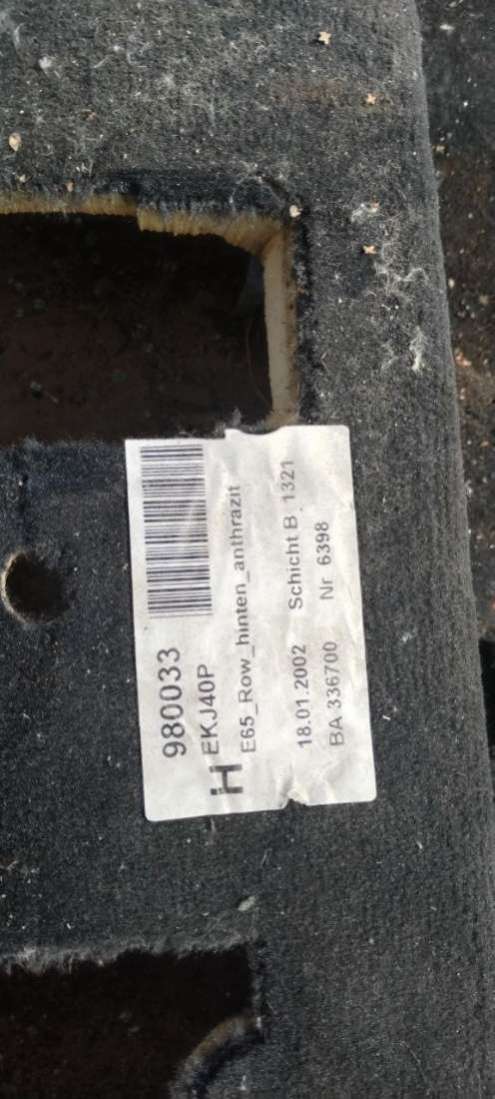 980033
H EKJ40P
E65_Row_hinten_anthrazit
18.01.2002 Schicht B 1321
BA 336700 Nr 6398